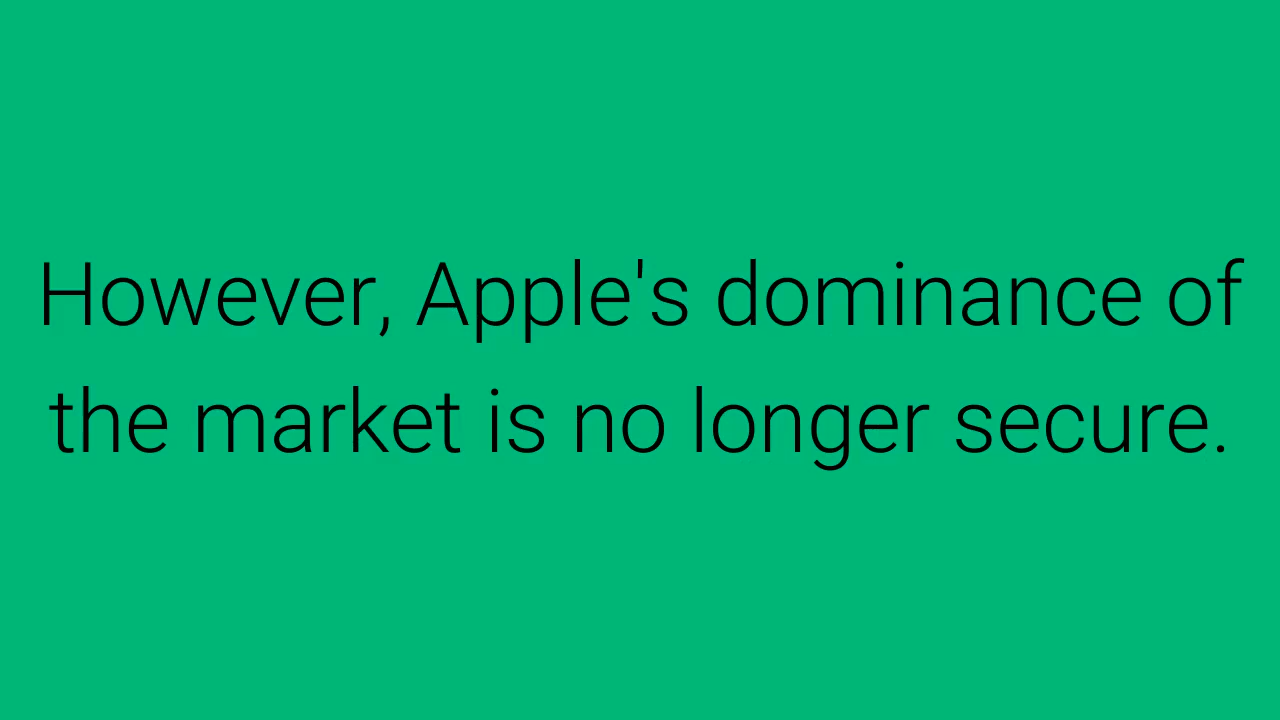 However, Apple's dominance of
the market is no longer secure.